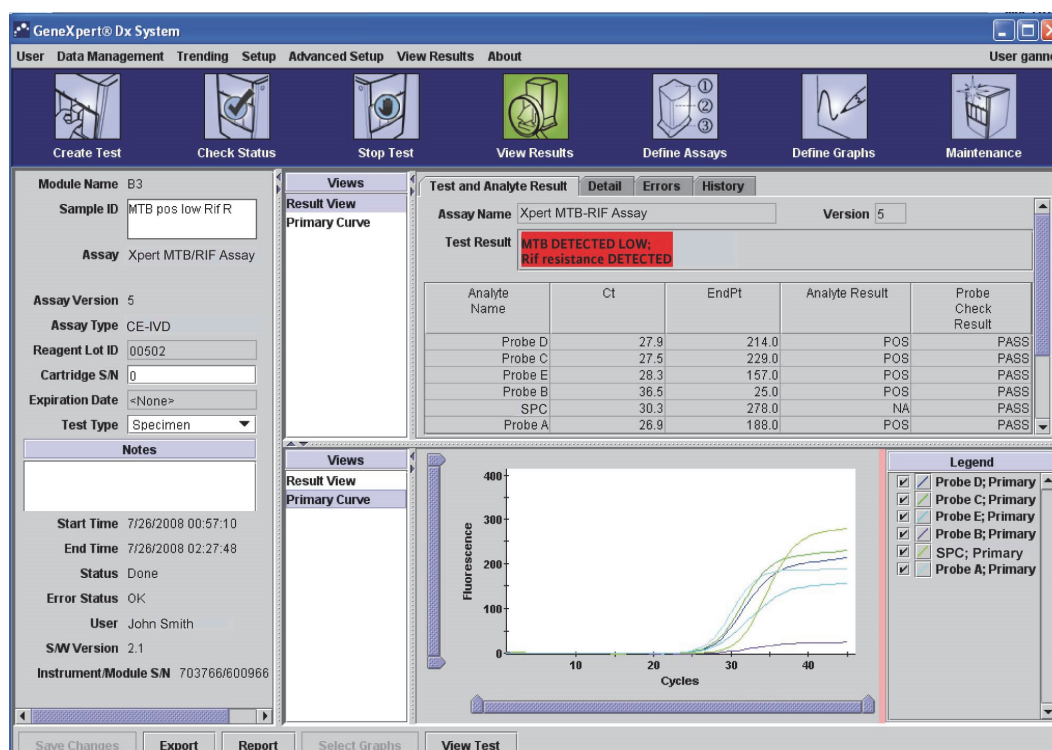 GeneXpert® Dx System
User Data Management Trending Setup Advanced Setup View Results About
Create Test Check Status Stop Test View Results Define Assays Define Graphs Maintenance
① ② ③
Module Name B3
Sample ID MTB pos low Rif R
Assay Xpert MTB/RIF Assay
Assay Version 5
Assay Type CE-IVD
Reagent Lot ID 00502
Cartridge S/N 0
Expiration Date <None>
Test Type Specimen
Notes
Start Time 7/26/2008 00:57:10
End Time 7/26/2008 02:27:48
Status Done
Error Status OK
User John Smith
S/W Version 2.1
Instrument/Module S/N 703766/600966
Views
Result View
Primary Curve
Test and Analyte Result Detail Errors History
Assay Name Xpert MTB-RIF Assay Version 5
Test Result MTB DETECTED LOW;
Rif resistance DETECTED
Analyte Name Ct EndPt Analyte Result Probe Check Result
Probe D 27.9 214.0 POS PASS
Probe C 27.5 229.0 POS PASS
Probe E 28.3 157.0 POS PASS
Probe B 36.5 25.0 POS PASS
SPC 30.3 278.0 NA PASS
Probe A 26.9 188.0 POS PASS
Views
Result View
Primary Curve
Fluorescence
400
300
200
100
0
10 20 30 40
Cycles
Legend
Probe D; Primary
Probe C; Primary
Probe E; Primary
Probe B; Primary
SPC; Primary
Probe A; Primary
Save Changes Export Report Select Graphs View Test